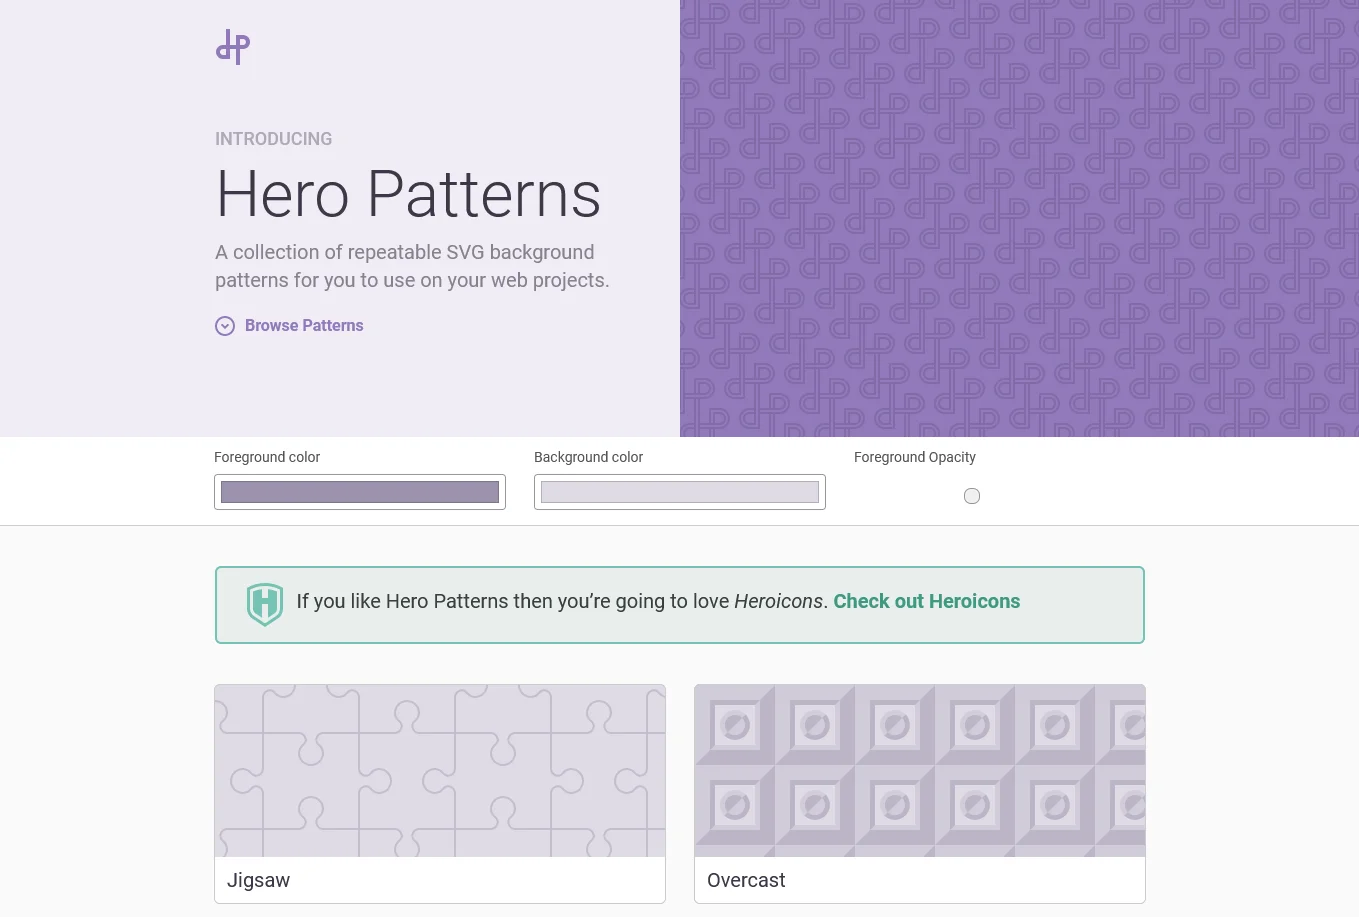 INTRODUCING
Hero Patterns
A collection of repeatable SVG background
patterns for you to use on your web projects.
Browse Patterns
Foreground color
Background color
Foreground Opacity
If you like Hero Patterns then you’re going to love Heroicons. Check out Heroicons
Jigsaw
Overcast